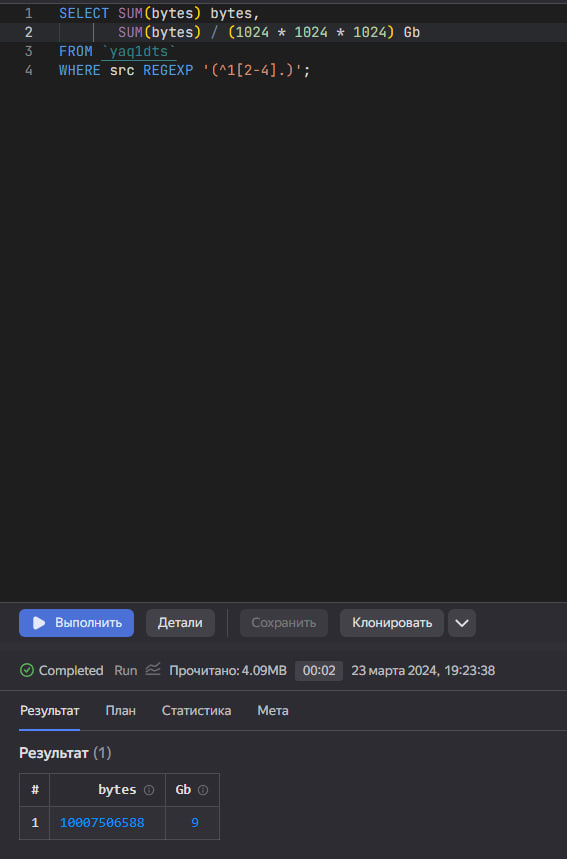 1 SELECT SUM(bytes) bytes,
2 SUM(bytes) / (1024 * 1024 * 1024) Gb
3 FROM `yaq1dts`
4 WHERE src REGEXP '(^1[2-4].)';
Выполнить Детали Сохранить Клонировать
Completed Run Прочитано: 4.09MB 00:02 23 марта 2024, 19:23:38
Результат План Статистика Мета
Результат (1)
# bytes Gb
1 10007506588 9